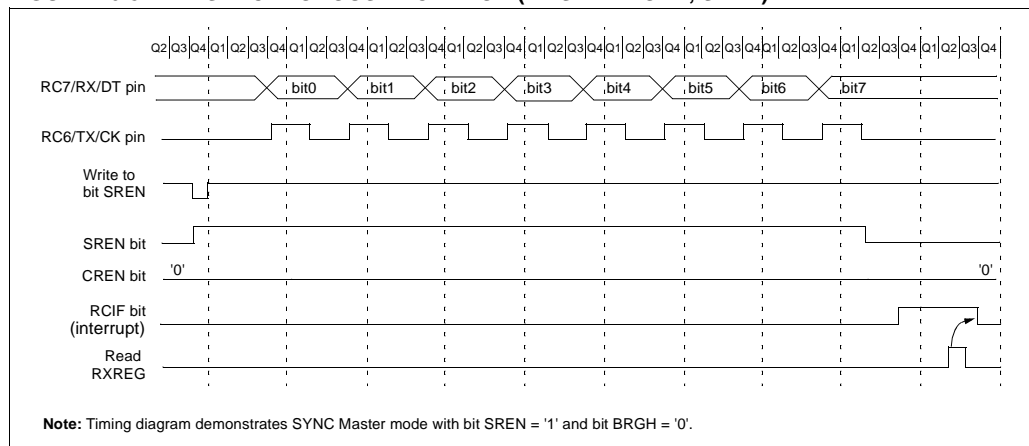 Q2 Q3 Q4 Q1 Q2 Q3 Q4 Q1 Q2 Q3 Q4 Q1 Q2 Q3 Q4 Q1 Q2 Q3 Q4 Q1 Q2 Q3 Q4 Q1 Q2 Q3 Q4 Q1 Q2 Q3 Q4 Q1 Q2 Q3 Q4 Q1 Q2 Q3 Q4 Q1 Q2 Q3 Q4
RC7/RX/DT pin bit0 bit1 bit2 bit3 bit4 bit5 bit6 bit7
RC6/TX/CK pin
Write to
bit SREN
SREN bit
CREN bit '0' '0'
RCIF bit
(interrupt)
Read
RXREG
Note: Timing diagram demonstrates SYNC Master mode with bit SREN = '1' and bit BRGH = '0'.